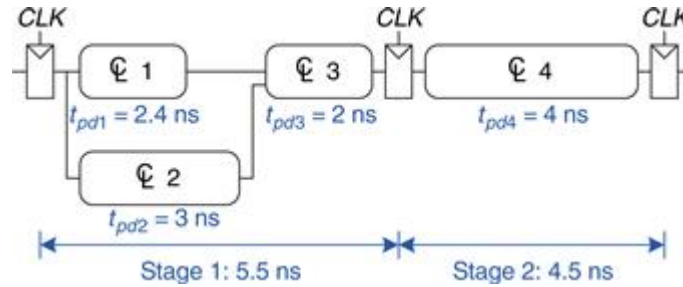 CLK CLK CLK
℄ 1 ℄ 3 ℄ 4
tpd1 = 2.4 ns tpd3 = 2 ns tpd4 = 4 ns
℄ 2
tpd2 = 3 ns
Stage 1: 5.5 ns Stage 2: 4.5 ns